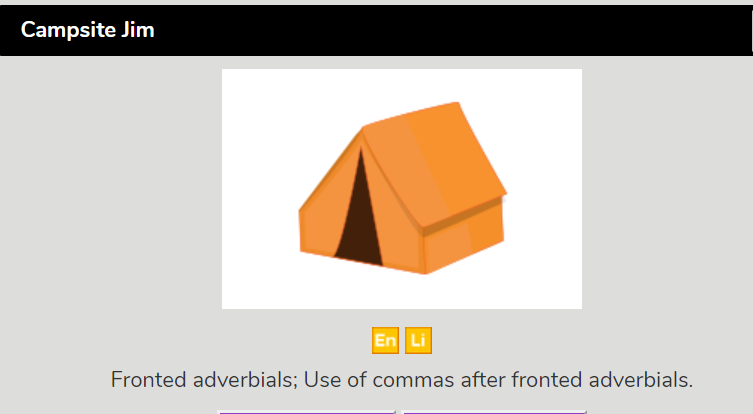 Campsite Jim
En Li
Fronted adverbials; Use of commas after fronted adverbials.